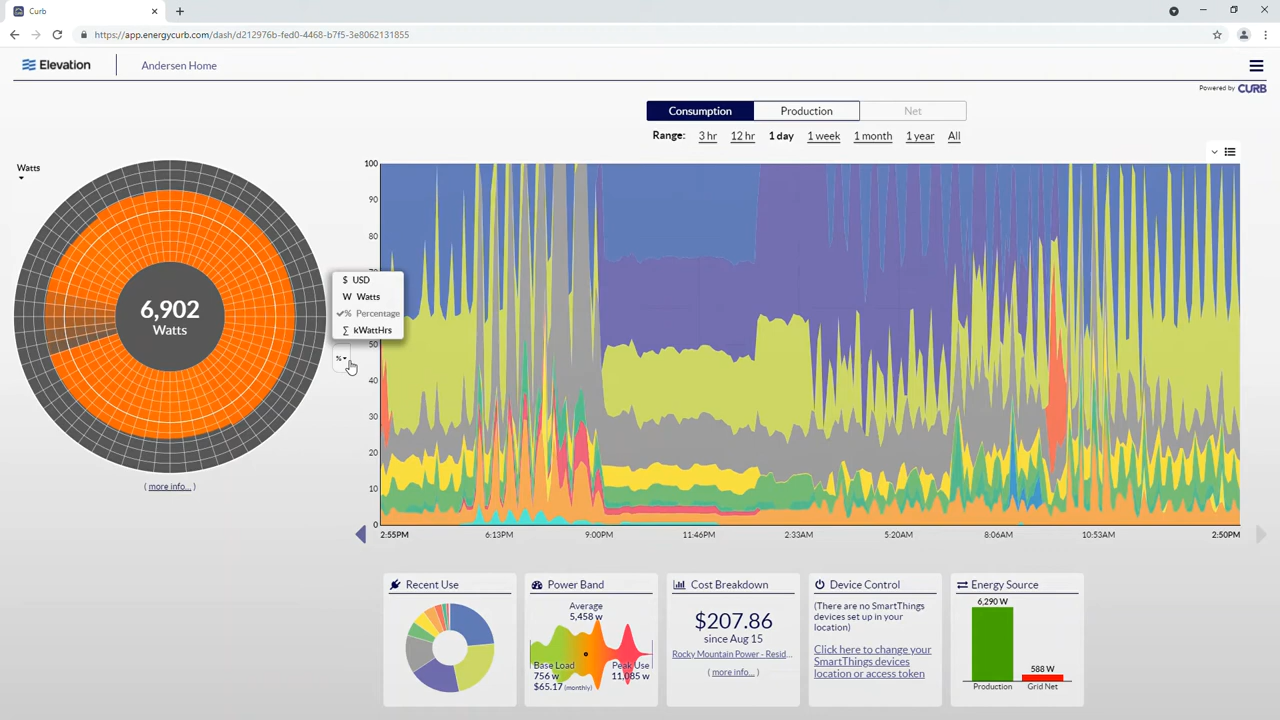 Curb
https://app.energycurb.com/dash/d212976b-fed0-4468-b7f5-3e8062131855
Elevation
Andersen Home
Powered by CURB
Consumption
Production
Net
Range: 3 hr 12 hr 1 day 1 week 1 month 1 year All
Watts
6,902
Watts
( more info... )
$ USD
W Watts
% Percentage
∑ kWattHrs
%
100
90
80
50
40
30
20
10
0
2:55PM 6:13PM 9:00PM 11:46PM 2:33AM 5:20AM 8:06AM 10:53AM 2:50PM
Recent Use
Power Band
Average
5,458 w
Base Load
756 w
$65.17 (monthly)
Peak Use
11,085 w
Cost Breakdown
$207.86
since Aug 15
Rocky Mountain Power - Resid...
( more info... )
Device Control
(There are no SmartThings
devices set up in your
location)
Click here to change your
SmartThings devices
location or access token
Energy Source
6,290 W
588 W
Production
Grid Net